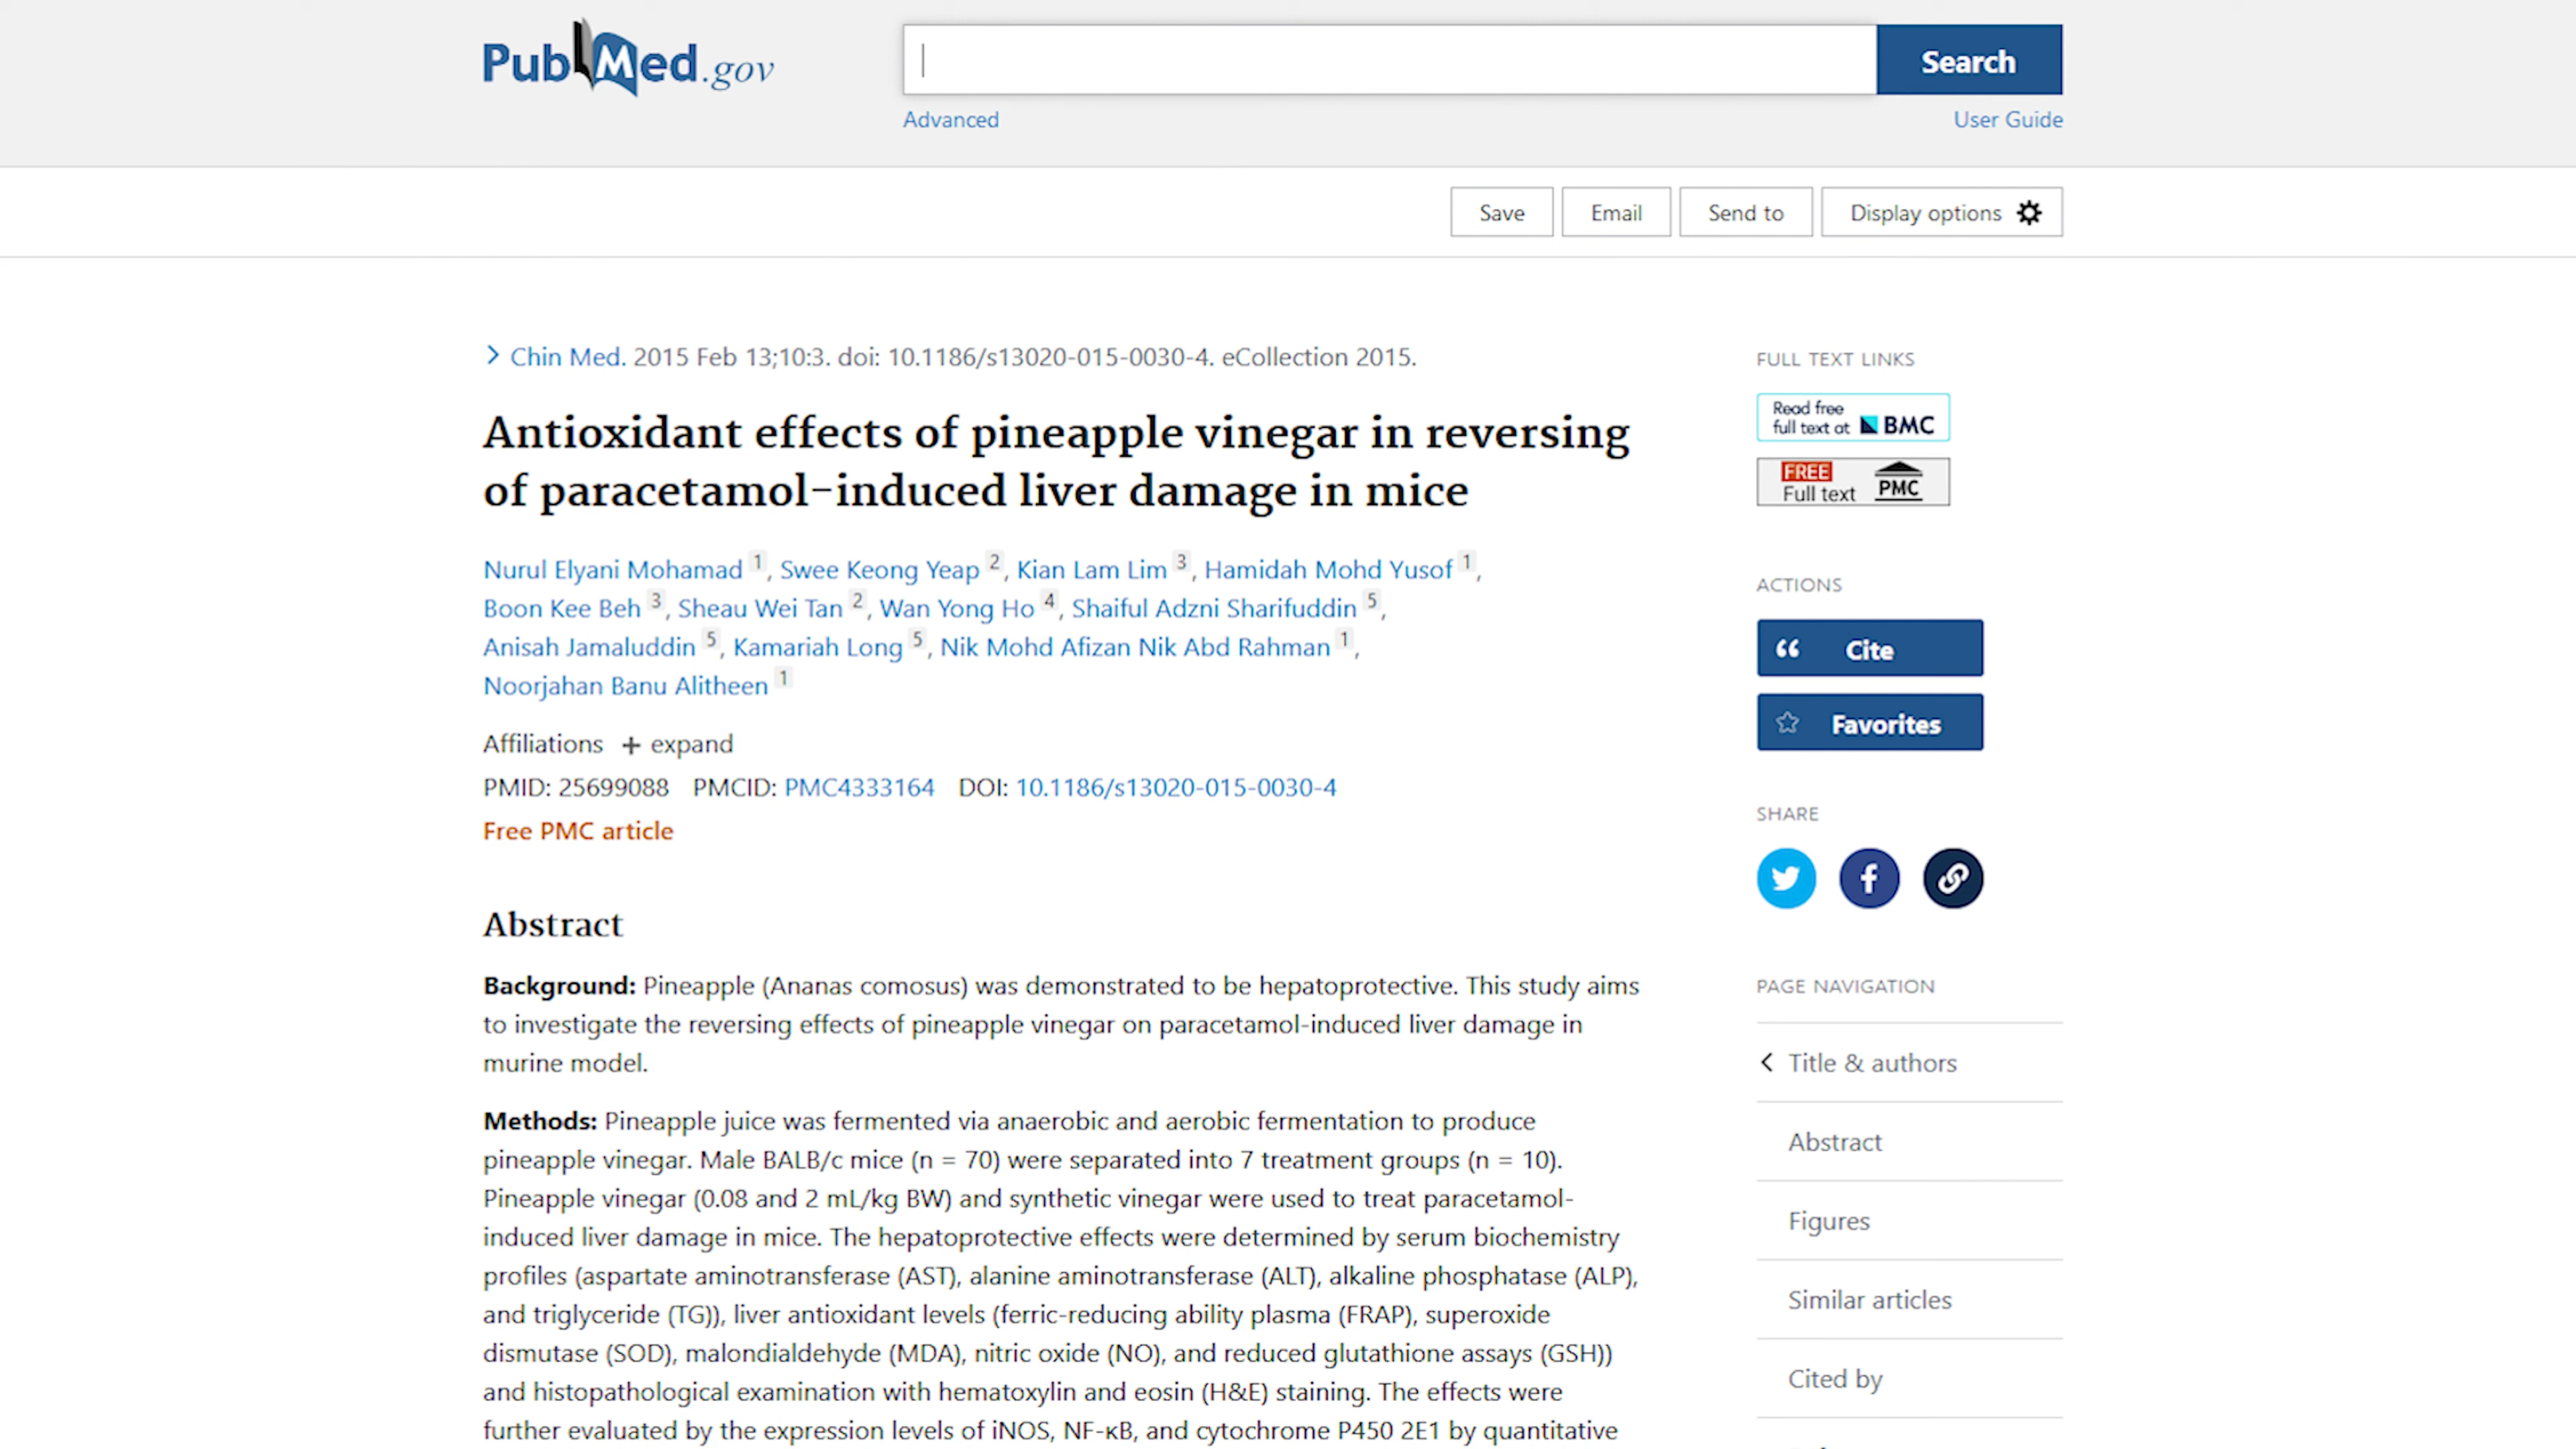 PubMed.gov
Search
Advanced
User Guide
Save
Email
Send to
Display options
Chin Med. 2015 Feb 13;10:3. doi: 10.1186/s13020-015-0030-4. eCollection 2015.
Antioxidant effects of pineapple vinegar in reversing
of paracetamol-induced liver damage in mice
Nurul Elyani Mohamad 1, Swee Keong Yeap 2, Kian Lam Lim 3, Hamidah Mohd Yusof 1,
Boon Kee Beh 3, Sheau Wei Tan 2, Wan Yong Ho 4, Shaiful Adzni Sharifuddin 5,
Anisah Jamaluddin 5, Kamariah Long 5, Nik Mohd Afizan Nik Abd Rahman 1,
Noorjahan Banu Alitheen 1
Affiliations + expand
PMID: 25699088 PMCID: PMC4333164 DOI: 10.1186/s13020-015-0030-4
Free PMC article
Abstract
Background: Pineapple (Ananas comosus) was demonstrated to be hepatoprotective. This study aims
to investigate the reversing effects of pineapple vinegar on paracetamol-induced liver damage in
murine model.
Methods: Pineapple juice was fermented via anaerobic and aerobic fermentation to produce
pineapple vinegar. Male BALB/c mice (n = 70) were separated into 7 treatment groups (n = 10).
Pineapple vinegar (0.08 and 2 mL/kg BW) and synthetic vinegar were used to treat paracetamol-
induced liver damage in mice. The hepatoprotective effects were determined by serum biochemistry
profiles (aspartate aminotransferase (AST), alanine aminotransferase (ALT), alkaline phosphatase (ALP),
and triglyceride (TG)), liver antioxidant levels (ferric-reducing ability plasma (FRAP), superoxide
dismutase (SOD), malondialdehyde (MDA), nitric oxide (NO), and reduced glutathione assays (GSH))
and histopathological examination with hematoxylin and eosin (H&E) staining. The effects were
further evaluated by the expression levels of iNOS, NF-κB, and cytochrome P450 2E1 by quantitative
FULL TEXT LINKS
Read free
full text at BMC
FREE
Full text PMC
ACTIONS
Cite
Favorites
SHARE
PAGE NAVIGATION
Title & authors
Abstract
Figures
Similar articles
Cited by